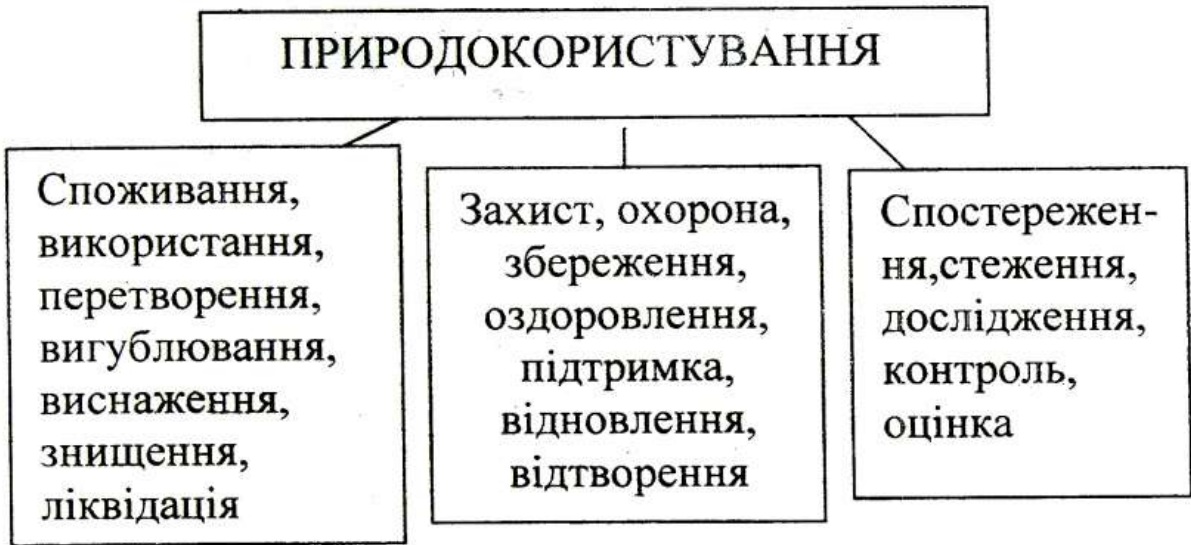 ПРИРОДОКОРИСТУВАННЯ
Споживання,
використання,
перетворення,
вигублювання,
виснаження,
знищення,
ліквідація
Захист, охорона,
збереження,
оздоровлення,
підтримка,
відновлення,
відтворення
Спостережен-
ня,стеження,
дослідження,
контроль,
оцінка